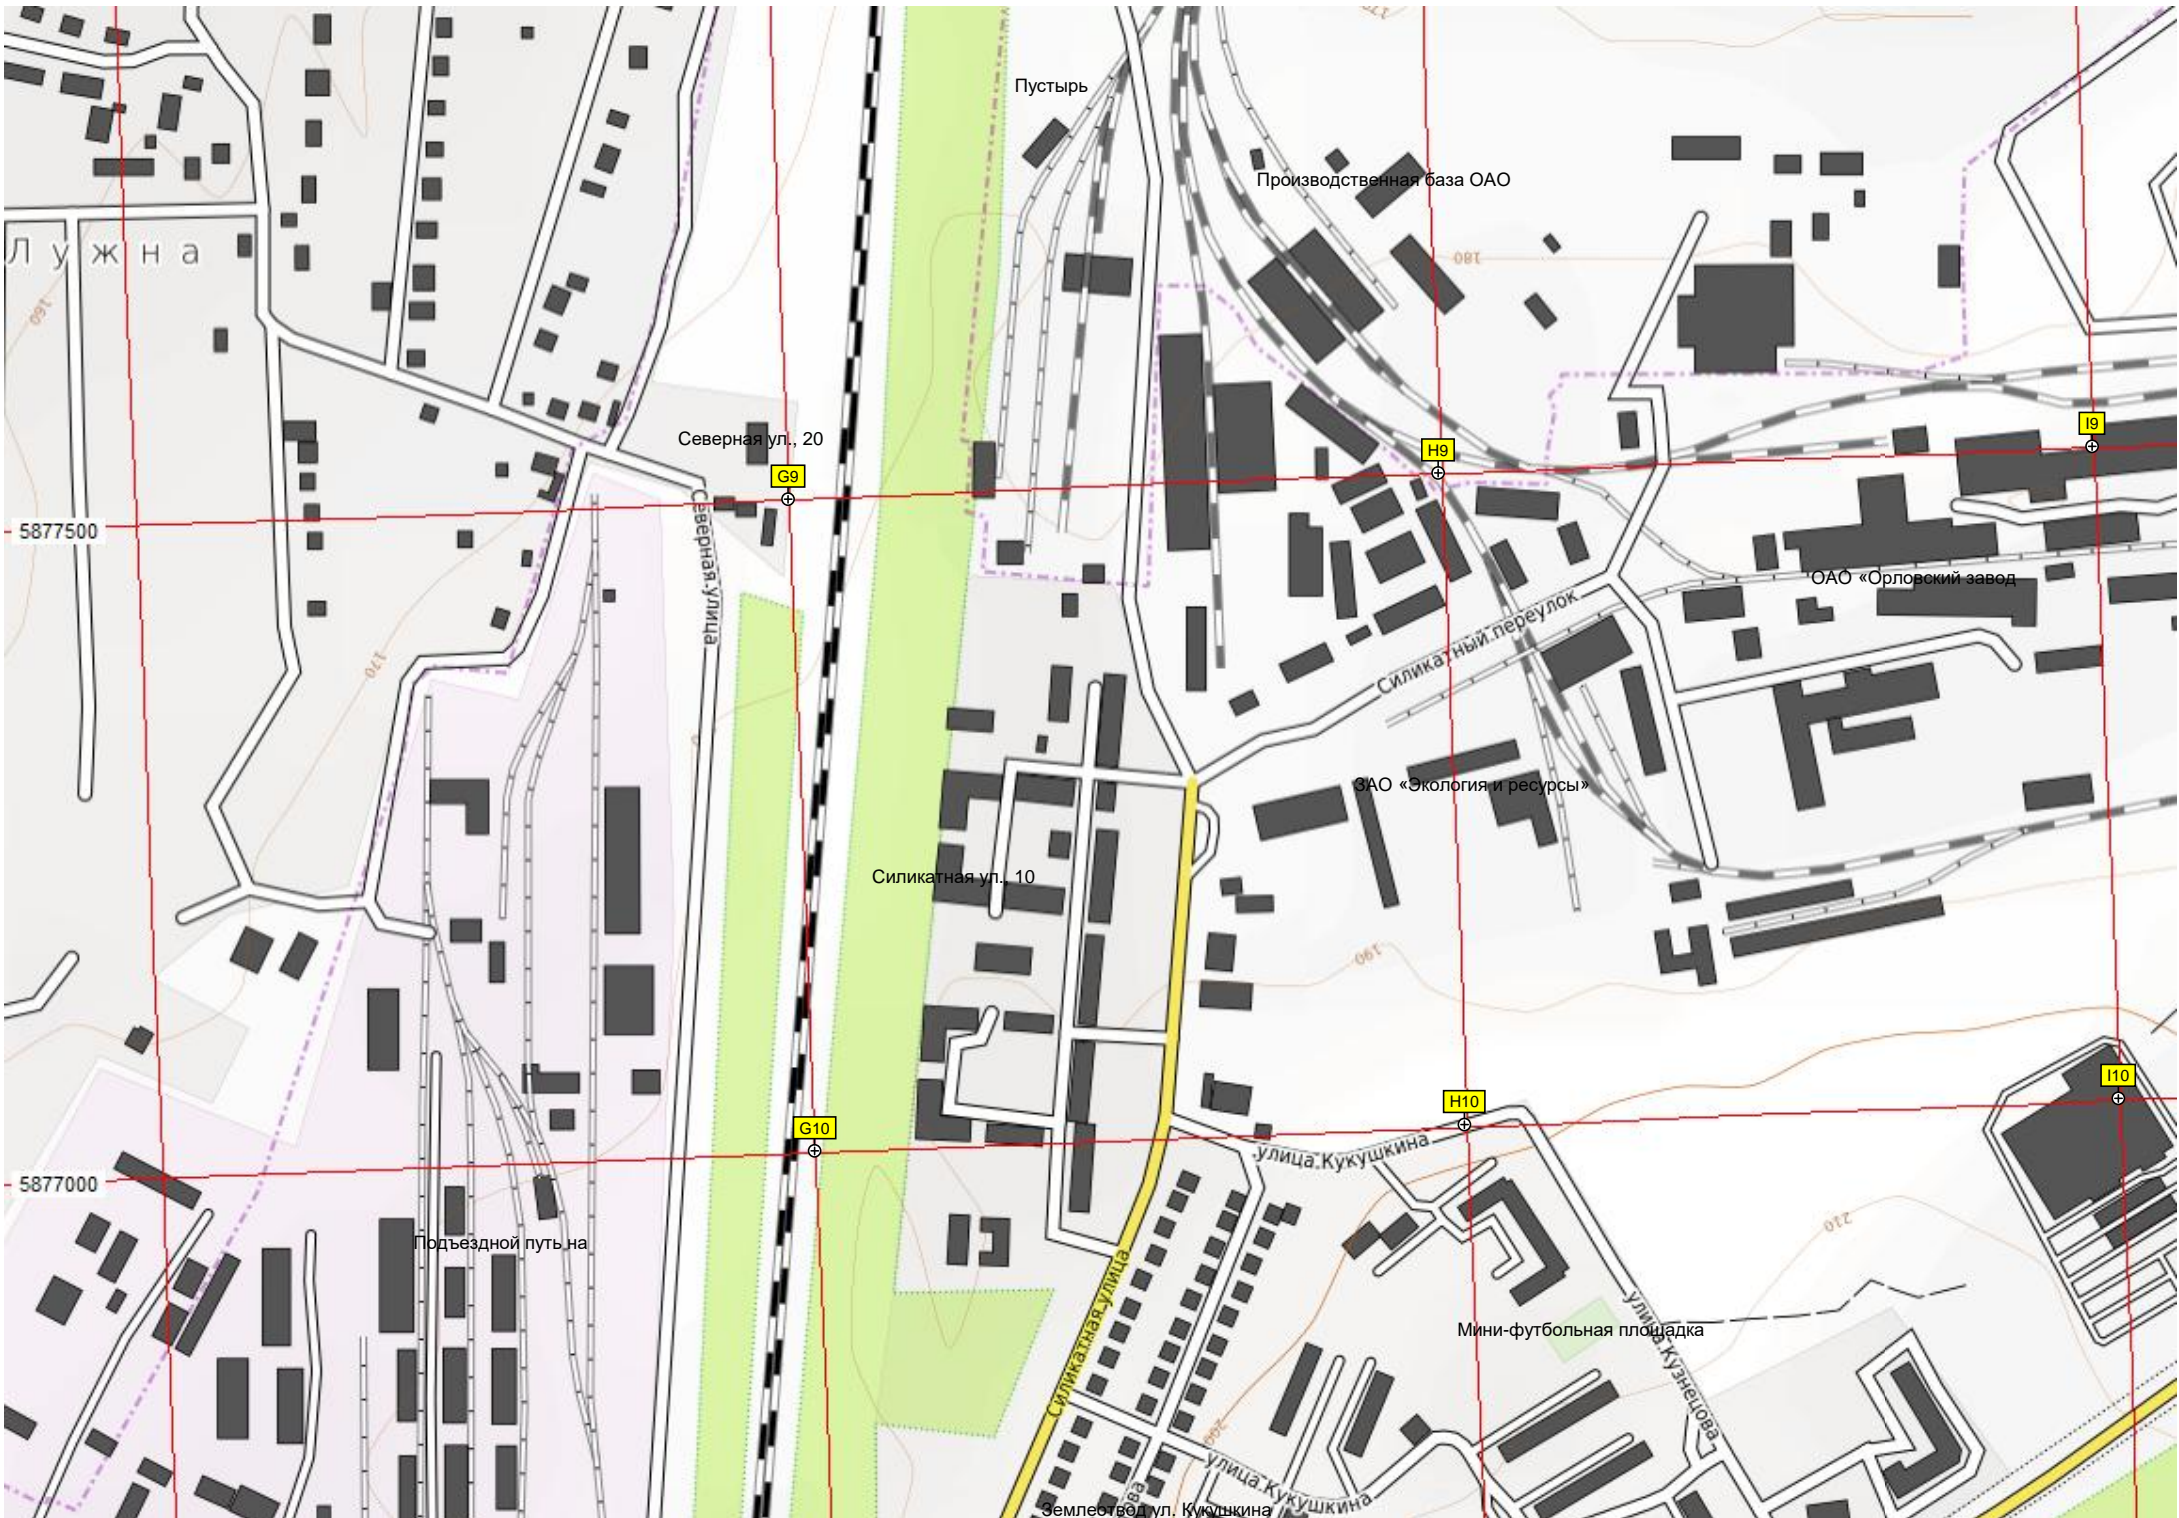 Пустырь
Производственная база ОАО
Лужна
180
160
I9
H9
Северная ул., 20
G9
5877500
Северная улица
ОАО «Орловский завод
Силикатный переулок
170
ЗАО «Экология и ресурсы»
Силикатная ул., 10
190
I10
H10
G10
улица Кукушкина
5877000
210
Подъездной путь на
Силикатная улица
Мини-футбольная площадка
улица Кузнецова
200
улица Кукушкина
Землеотвод ул. Кукушкина